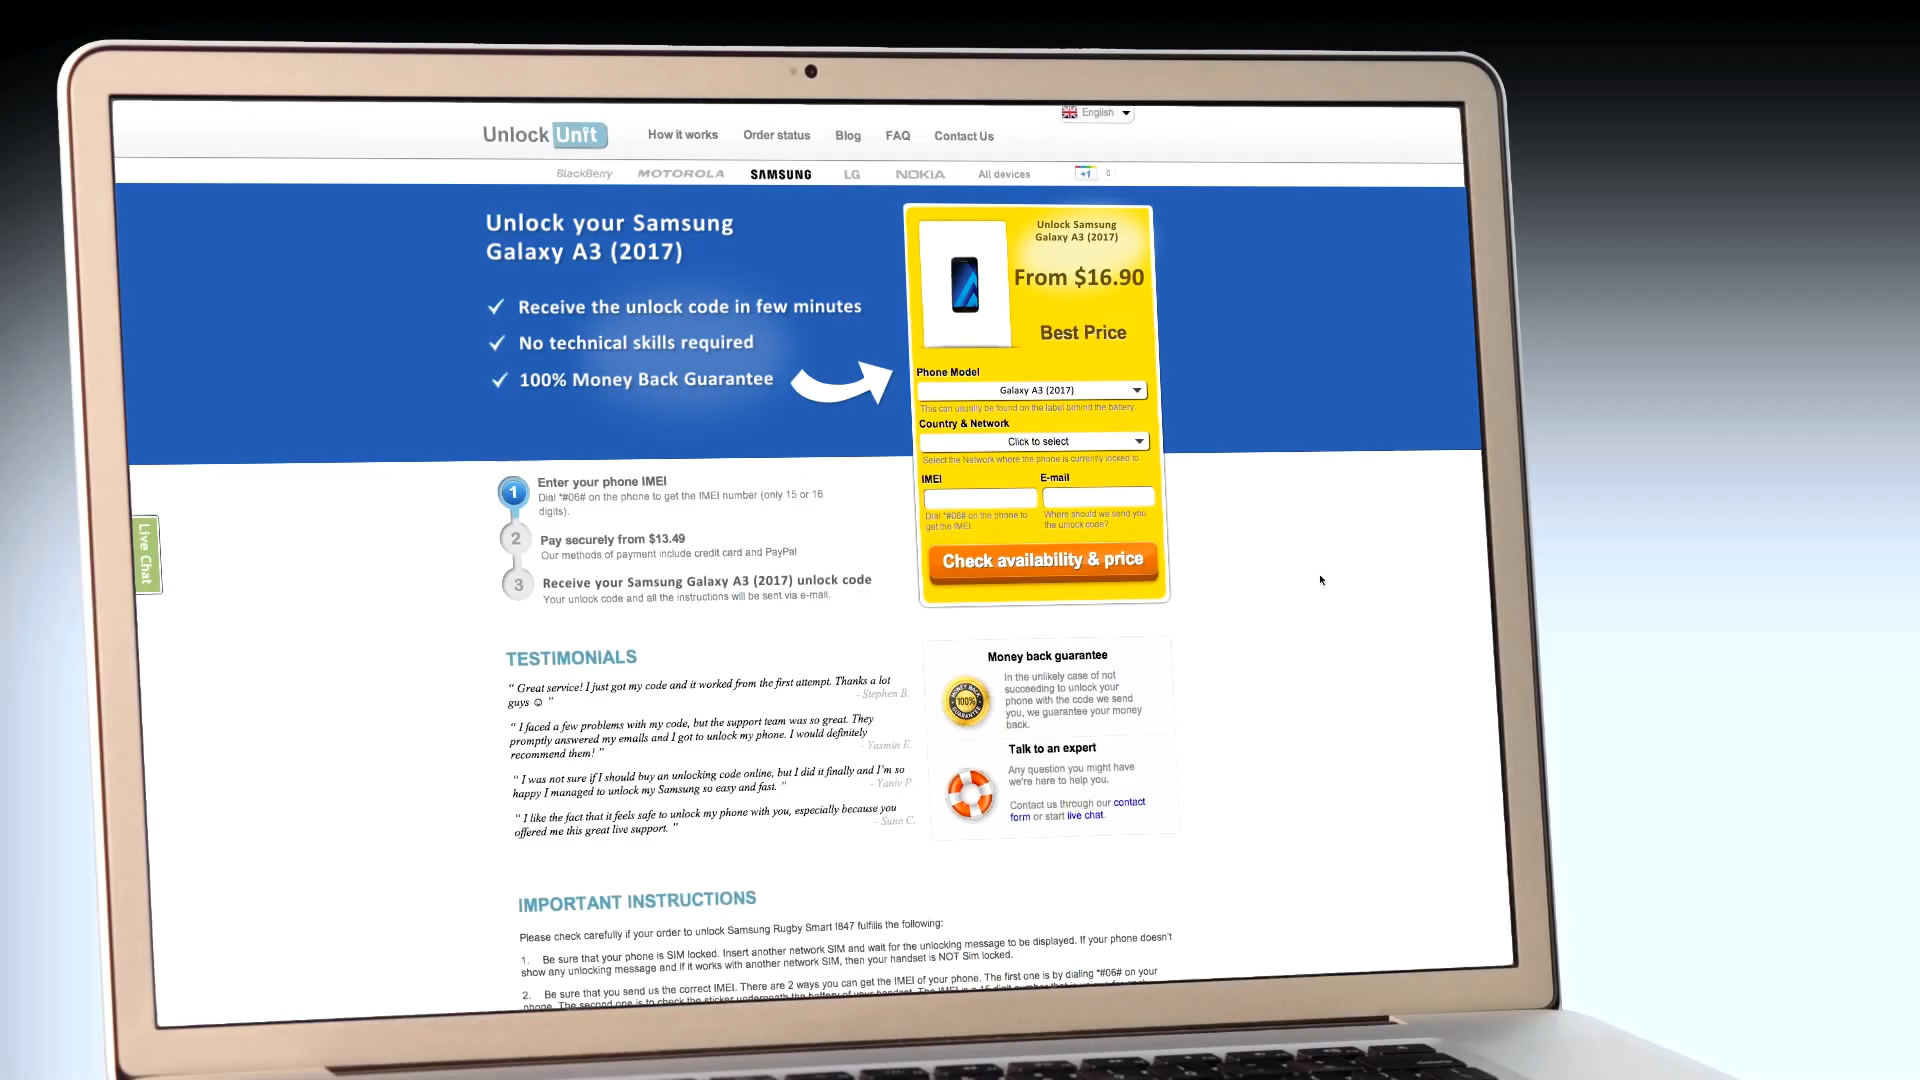 English
Unlock Unit
How it works
Order status
Blog
FAQ
Contact Us
BlackBerry
MOTOROLA
SAMSUNG
LG
NOKIA
All devices
+1
0
Unlock your Samsung
Galaxy A3 (2017)
Receive the unlock code in few minutes
No technical skills required
100% Money Back Guarantee
Unlock Samsung
Galaxy A3 (2017)
From $16.90
Best Price
Phone Model
Galaxy A3 (2017)
This can usually be found on the label behind the battery.
Country & Network
Click to select
Select the Network where the phone is currently locked to.
IMEI
E-mail
Dial *#06# on the phone to
get the IMEI.
Where should we send you
the unlock code?
Check availability & price
Live Chat
1
Enter your phone IMEI
Dial *#06# on the phone to get the IMEI number (only 15 or 16
digits).
2
Pay securely from $13.49
Our methods of payment include credit card and PayPal
3
Receive your Samsung Galaxy A3 (2017) unlock code
Your unlock code and all the instructions will be sent via e-mail.
TESTIMONIALS
“ Great service! I just got my code and it worked from the first attempt. Thanks a lot
guys ☺ ”
- Stephen B.
“ I faced a few problems with my code, but the support team was so great. They
promptly answered my emails and I got to unlock my phone. I would definitely
recommend them! ”
- Yasmin E.
“ I was not sure if I should buy an unlocking code online, but I did it finally and I'm so
happy I managed to unlock my Samsung so easy and fast. ”
- Yaniv P.
“ I like the fact that it feels safe to unlock my phone with you, especially because you
offered me this great live support. ”
- Sune C.
Money back guarantee
MONEY BACK
100%
GUARANTEE
In the unlikely case of not
succeeding to unlock your
phone with the code we send
you, we guarantee your money
back.
Talk to an expert
Any question you might have
we're here to help you.
Contact us through our contact
form or start live chat.
IMPORTANT INSTRUCTIONS
Please check carefully if your order to unlock Samsung Rugby Smart I847 fulfills the following:
1. Be sure that your phone is SIM locked. Insert another network SIM and wait for the unlocking message to be displayed. If your phone doesn't
show any unlocking message and if it works with another network SIM, then your handset is NOT Sim locked.
2. Be sure that you send us the correct IMEI. There are 2 ways you can get the IMEI of your phone. The first one is by dialing *#06# on your
phone. The second one is to check the sticker underneath the battery of your handset. The IMEI is a 15 digit number that is